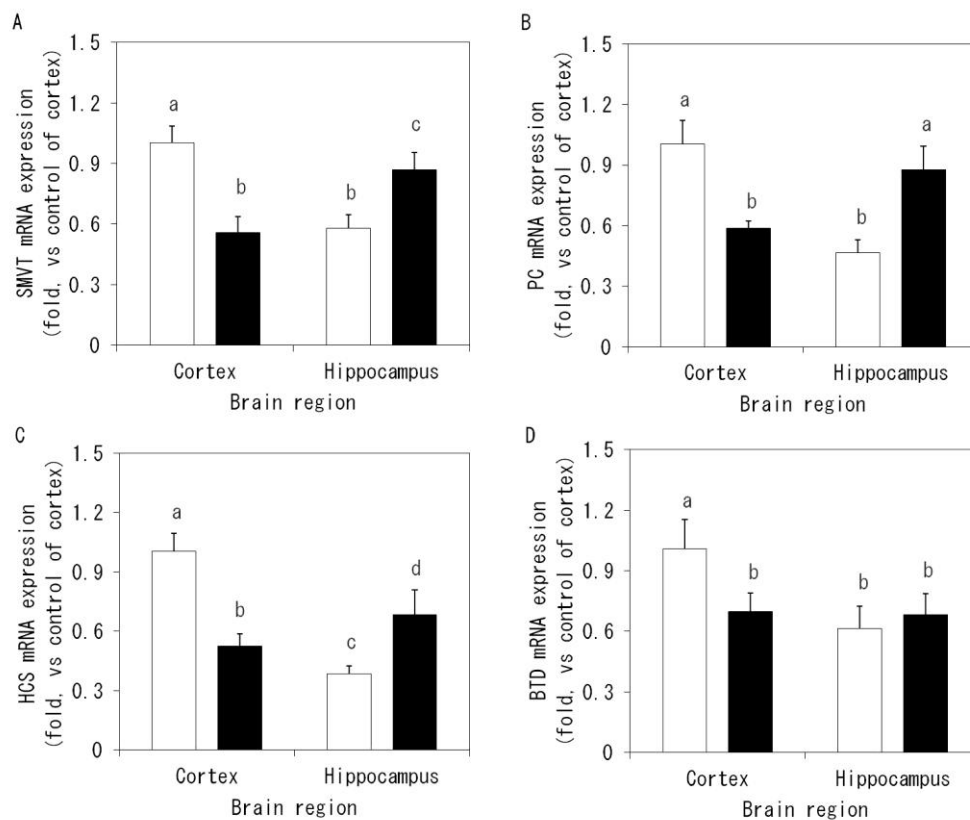 A
SMVT mRNA expression
(fold, vs control of cortex)
1.5
1.2
0.9
0.6
0.3
0
a
b
b
c
Cortex
Hippocampus
Brain region
B
PC mRNA expression
(fold, vs control of cortex)
1.5
1.2
0.9
0.6
0.3
0
a
b
b
a
Cortex
Hippocampus
Brain region
C
HCS mRNA expression
(fold, vs control of cortex)
1.5
1.2
0.9
0.6
0.3
0
a
b
c
d
Cortex
Hippocampus
Brain region
D
BTD mRNA expression
(fold, vs control of cortex)
1.5
1.2
0.9
0.6
0.3
0
a
b
b
b
Cortex
Hippocampus
Brain region